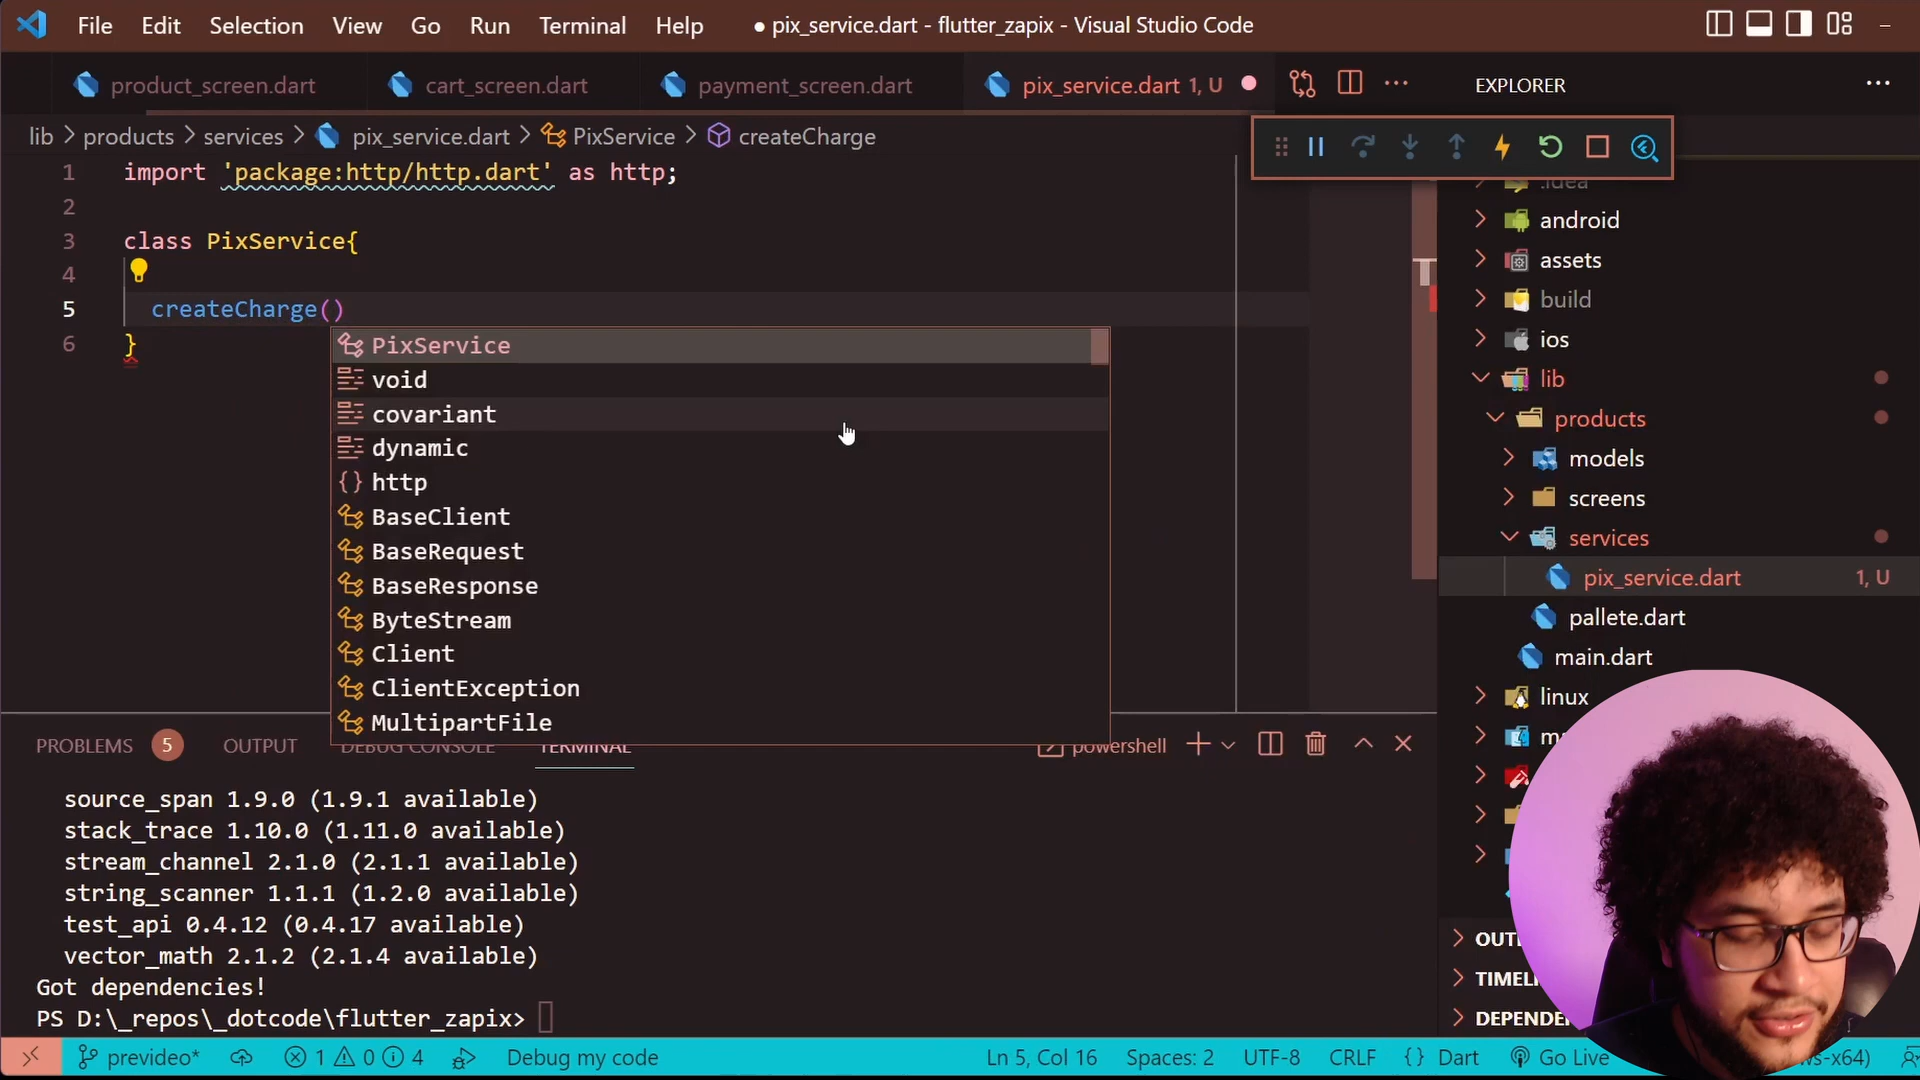 File Edit Selection View Go Run Terminal Help
● pix_service.dart - flutter_zapix - Visual Studio Code
product_screen.dart
cart_screen.dart
payment_screen.dart
pix_service.dart 1, U
EXPLORER
lib > products > services > pix_service.dart > PixService > createCharge
1 import 'package:http/http.dart' as http;
2
3 class PixService{
4
5 createCharge()
6 }
PixService
void
covariant
dynamic
http
BaseClient
BaseRequest
BaseResponse
ByteStream
Client
ClientException
MultipartFile
.idea
android
assets
build
ios
lib
products
models
screens
services
pix_service.dart 1, U
pallete.dart
main.dart
linux
PROBLEMS 5 OUTPUT DEBUG CONSOLE TERMINAL
powershell
source_span 1.9.0 (1.9.1 available)
stack_trace 1.10.0 (1.11.0 available)
stream_channel 2.1.0 (2.1.1 available)
string_scanner 1.1.1 (1.2.0 available)
test_api 0.4.12 (0.4.17 available)
vector_math 2.1.2 (2.1.4 available)
Got dependencies!
PS D:\_repos\_dotcode\flutter_zapix>
prevideo* 1 0 4 Debug my code
Ln 5, Col 16 Spaces: 2 UTF-8 CRLF {} Dart Go Live